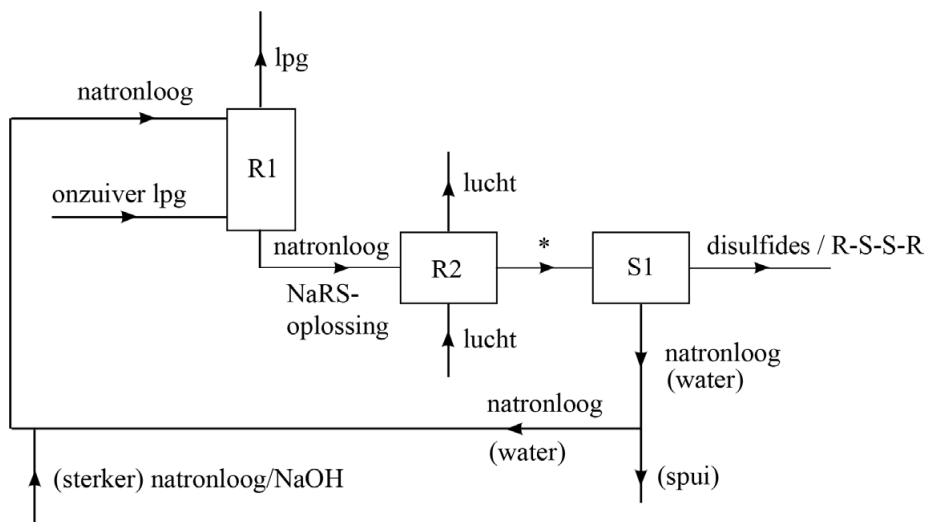 lpg
natronloog
R1
onzuiver lpg
lucht
natronloog
NaRS-
oplossing
R2
*
S1
disulfides / R-S-S-R
lucht
natronloog
(water)
natronloog
(water)
(sterker) natronloog/NaOH
(spui)